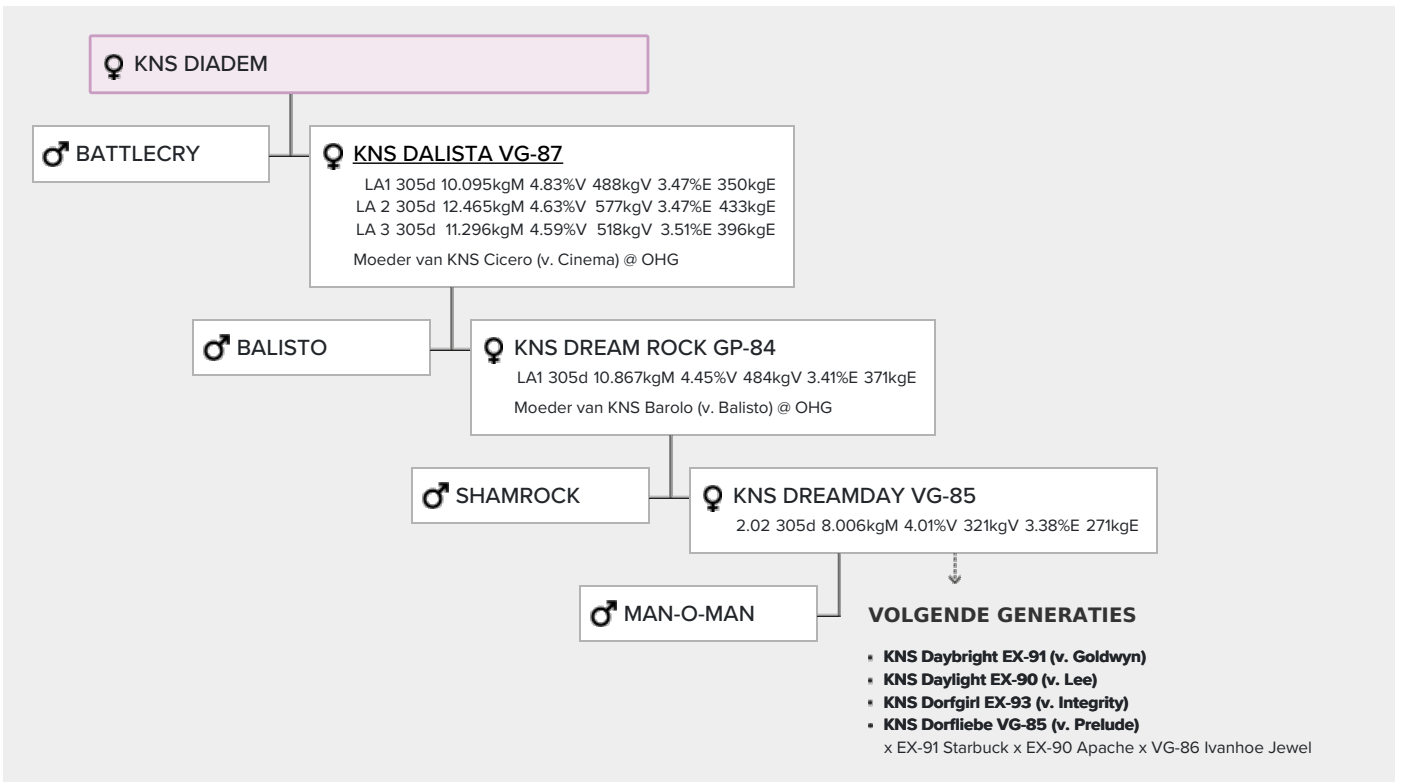 KNS DIADEM
BATTLECRY
KNS DALISTA VG-87
LA1 305d 10.095kgM 4.83%V 488kgV 3.47%E 350kgE
LA 2 305d 12.465kgM 4.63%V 577kgV 3.47%E 433kgE
LA 3 305d 11.296kgM 4.59%V 518kgV 3.51%E 396kgE
Moeder van KNS Cicero (v. Cinema) @ OHG
BALISTO
KNS DREAM ROCK GP-84
LA1 305d 10.867kgM 4.45%V 484kgV 3.41%E 371kgE
Moeder van KNS Barolo (v. Balisto) @ OHG
SHAMROCK
KNS DREAMDAY VG-85
2.02 305d 8.006kgM 4.01%V 321kgV 3.38%E 271kgE
MAN-O-MAN
VOLGENDE GENERATIES
KNS Daybright EX-91 (v. Goldwyn)
KNS Daylight EX-90 (v. Lee)
KNS Dorfgirl EX-93 (v. Integrity)
KNS Dorfliebe VG-85 (v. Prelude)
x EX-91 Starbuck x EX-90 Apache x VG-86 Ivanhoe Jewel